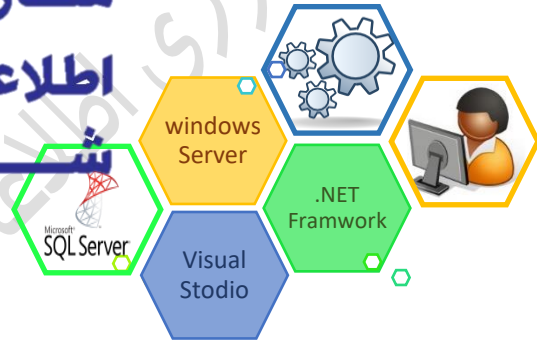 اطلاع
windows
Server
.NET
Framwork
Microsoft
SQL Server
Visual
Stodio